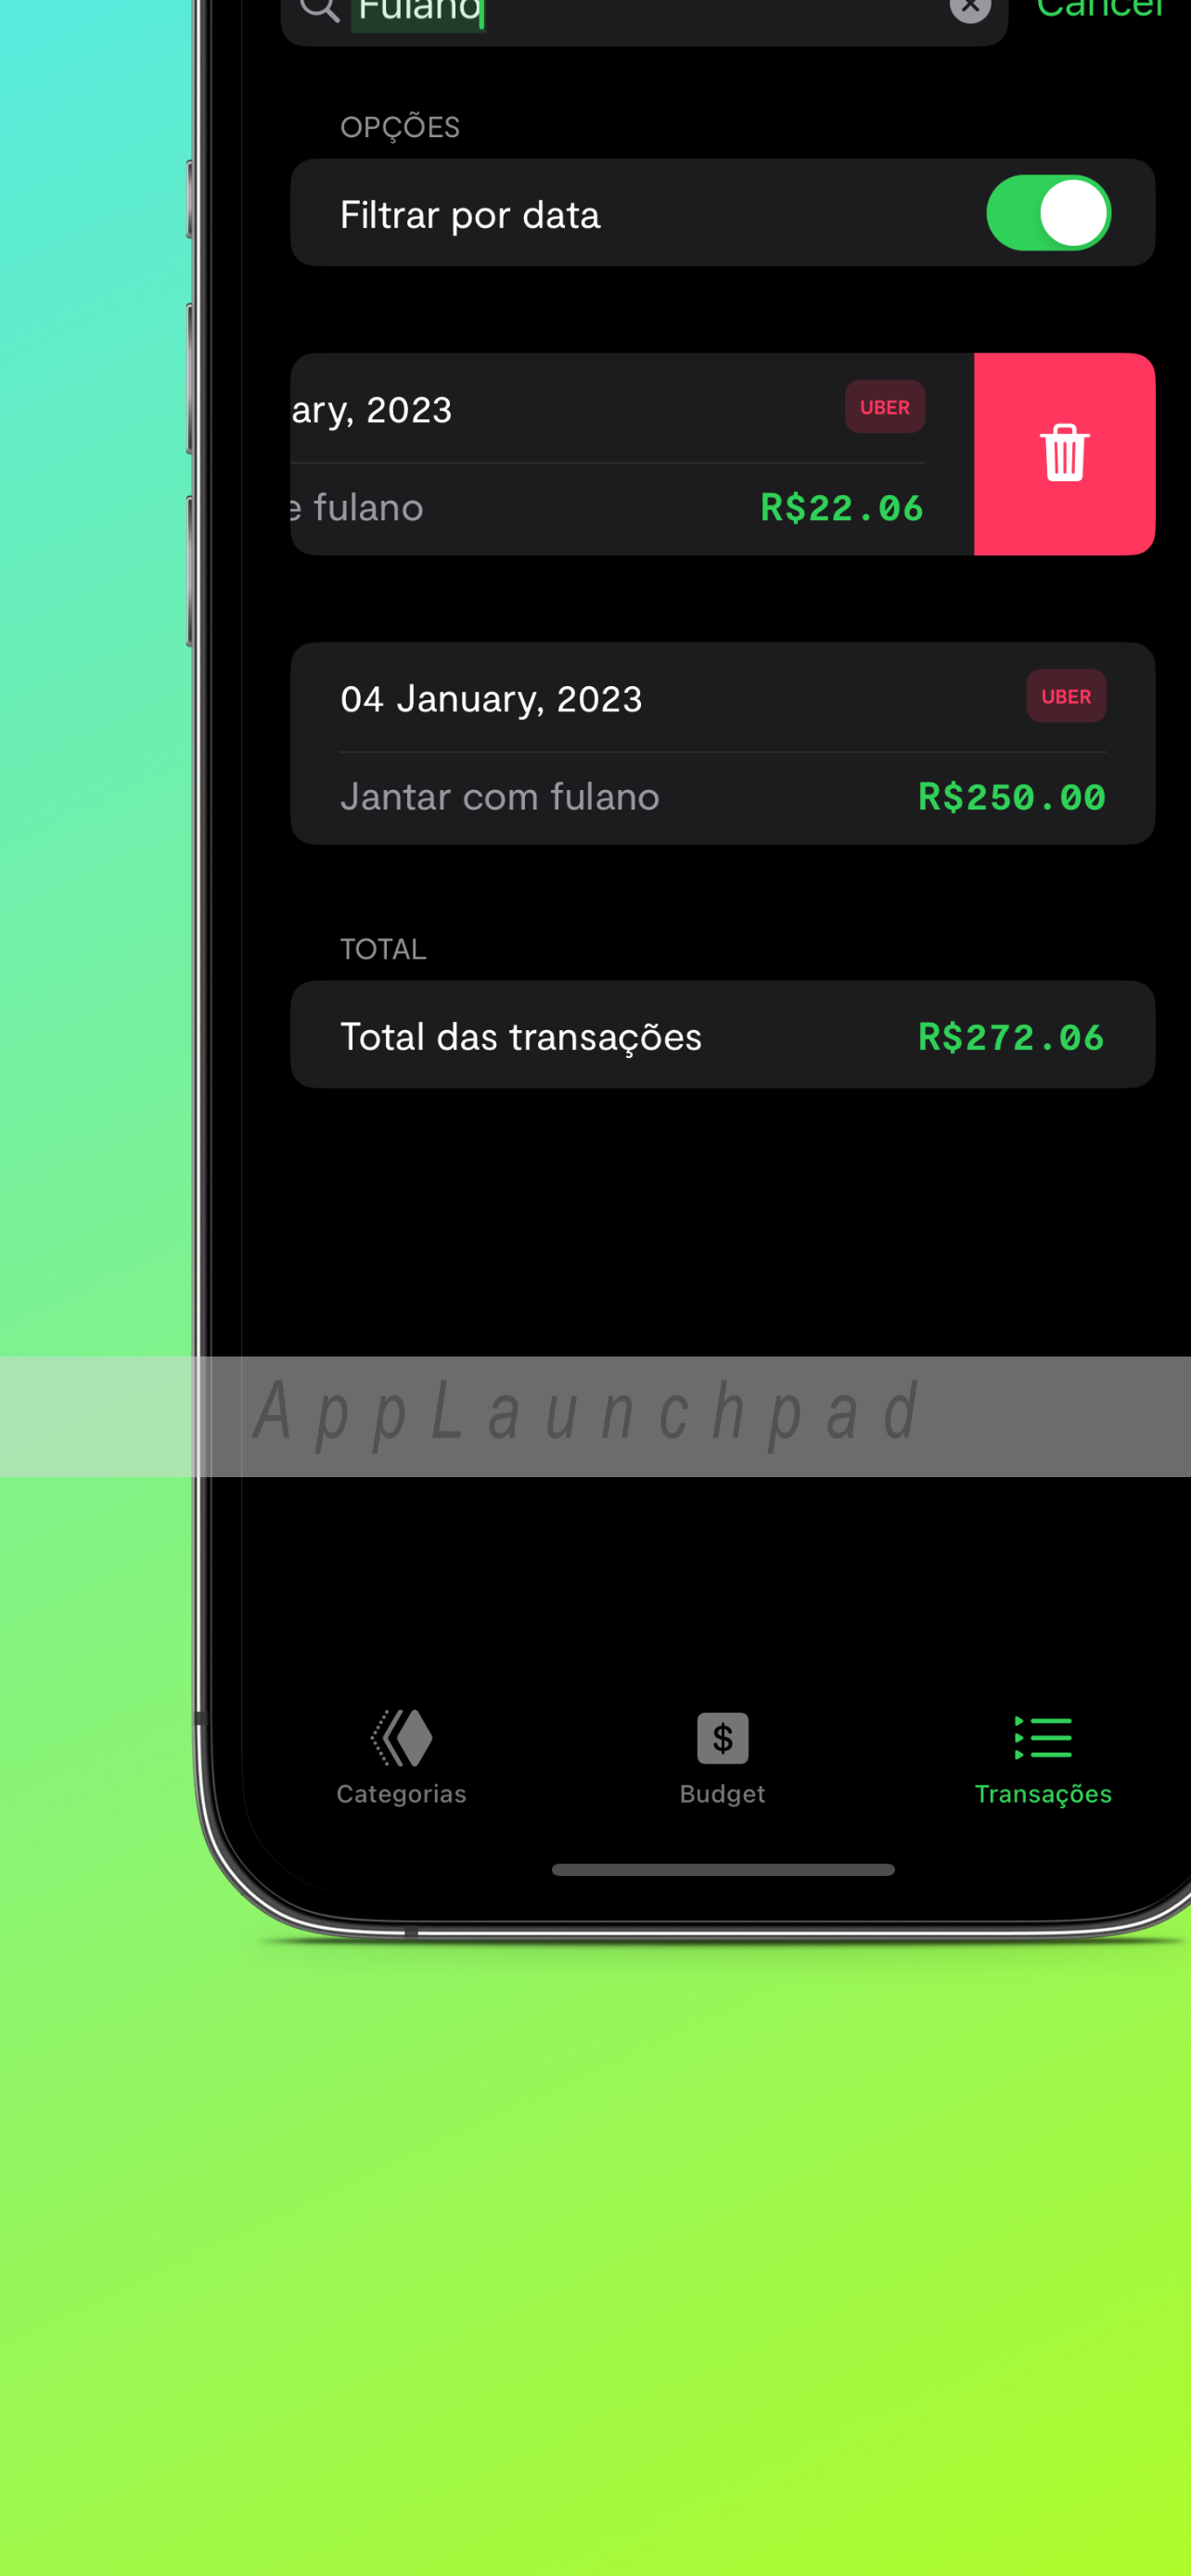 Fulano
Cancel
OPÇÕES
Filtrar por data
ary, 2023
UBER
e fulano
R$22.06
04 January, 2023
UBER
Jantar com fulano
R$250.00
TOTAL
Total das transações
R$272.06
AppLaunchpad
$
Categorias
Budget
Transações